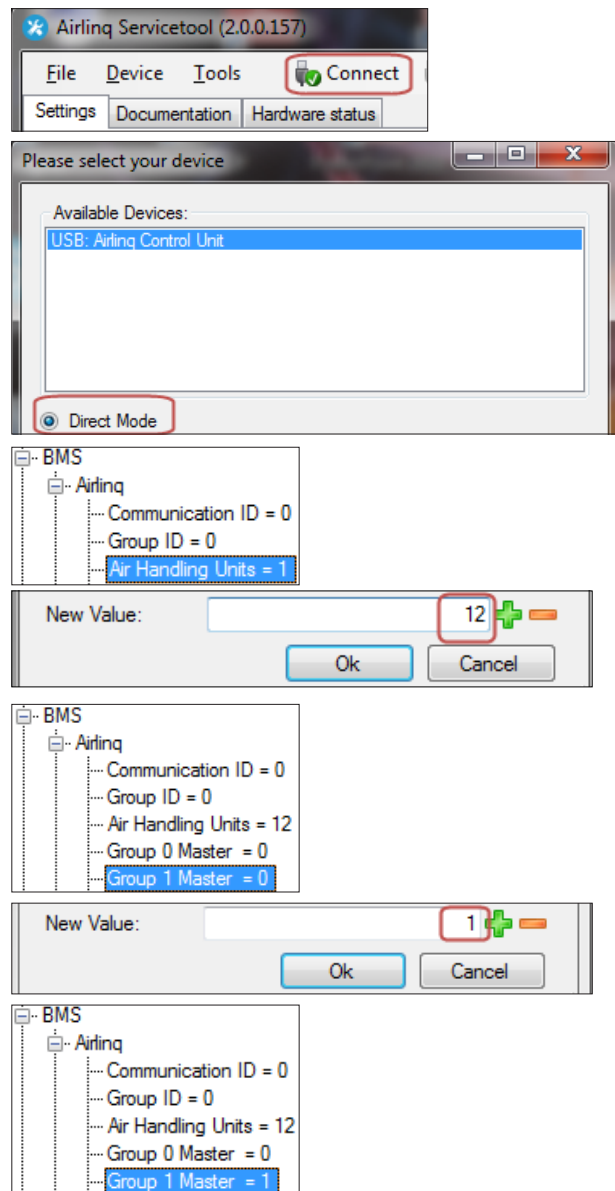 Airlinq Servicetool (2.0.0.157)
File Device Tools Connect
Settings Documentation Hardware status
Please select your device
Available Devices:
USB: Airlinq Control Unit
Direct Mode
BMS
Airlinq
Communication ID = 0
Group ID = 0
Air Handling Units = 1
New Value: 12
Ok Cancel
BMS
Airlinq
Communication ID = 0
Group ID = 0
Air Handling Units = 12
Group 0 Master = 0
Group 1 Master = 0
New Value: 1
Ok Cancel
BMS
Airlinq
Communication ID = 0
Group ID = 0
Air Handling Units = 12
Group 0 Master = 0
Group 1 Master = 1